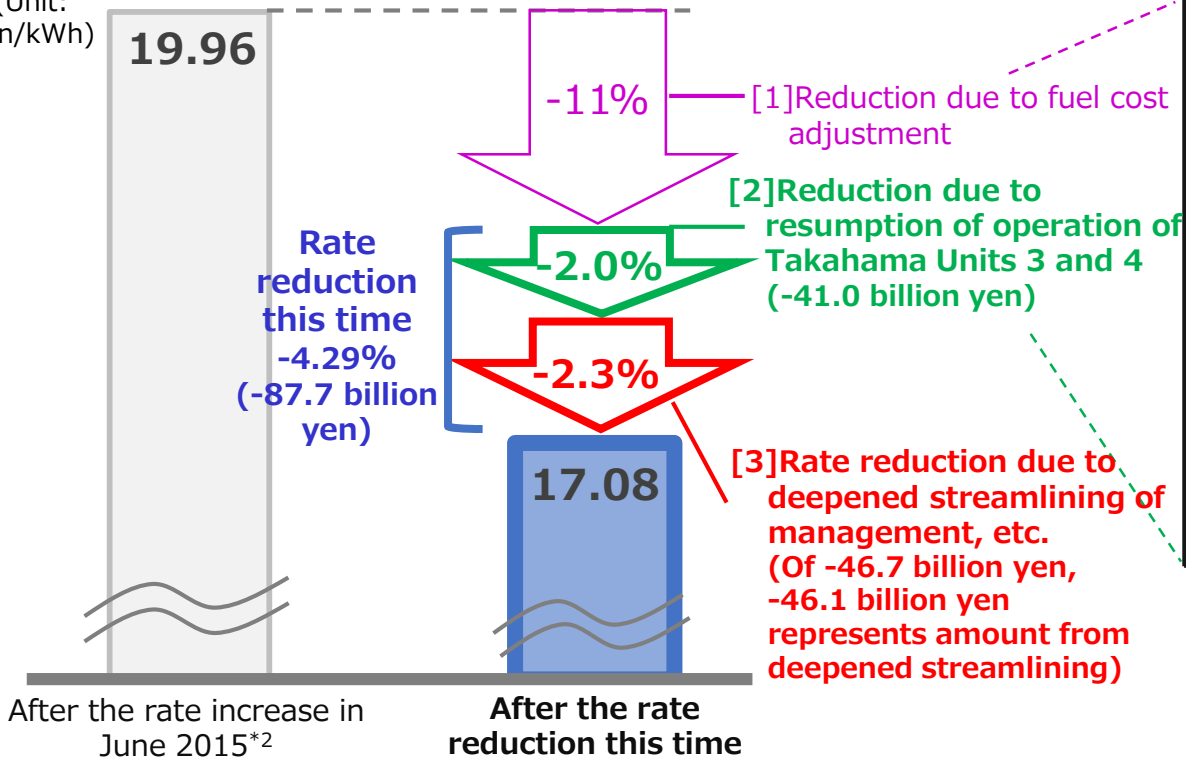 (Unit:
n/kWh)
19.96
-11%
[1]Reduction due to fuel cost
adjustment
[2]Reduction due to
resumption of operation of
Takahama Units 3 and 4
(-41.0 billion yen)
-2.0%
Rate
reduction
this time
-4.29%
(-87.7 billion
yen)
-2.3%
[3]Rate reduction due to
deepened streamlining of
management, etc.
(Of -46.7 billion yen,
-46.1 billion yen
represents amount from
deepened streamlining)
17.08
After the rate increase in
June 2015*2
After the rate
reduction this time